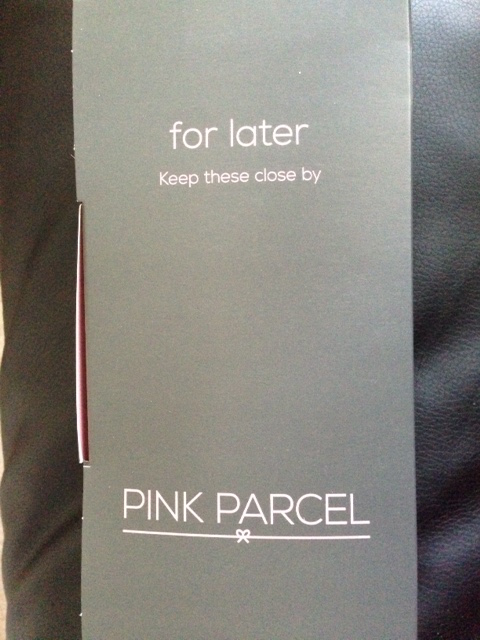 for later
Keep these close by
PINK PARCEL